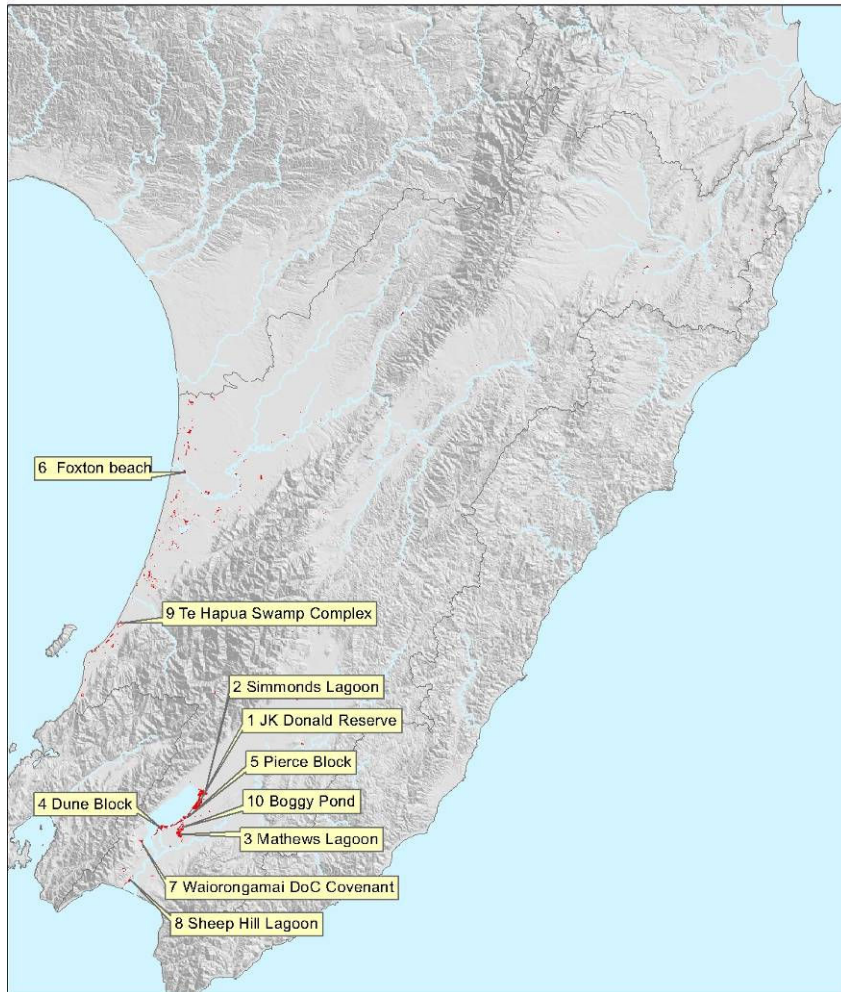 6  Foxton beach
9 Te Hapua Swamp Complex
2 Simmonds Lagoon
1 JK Donald Reserve
5 Pierce Block
4 Dune Block
10 Boggy Pond
3 Mathews Lagoon
7 Waiorongamai DoC Covenant
8 Sheep Hill Lagoon